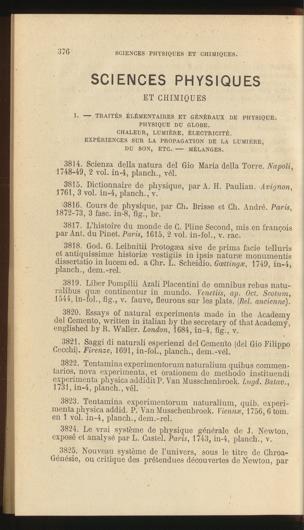 376 SCIENCES PHYSIQUES ET CHIMIQUES.
SCIENCES PHYSIQUES
ET CHIMIQUES
1. — TRAITÉS ÉLÉMENTAIRES ET GÉNÉRAUX DE PHYSIQUE.
PHYSIQUE DU GLOBE.
CHALEUR, LUMIÈRE, ÉLECTRICITÉ.
EXPÉRIENCES SUR LA PROPAGATION DE LA LUMIÈRE,
DU SON, ETC. — MÉLANGES.
3814. Scienza della natura del Gio Maria della Torre. Napoli,
1748-49, 2 vol. in-4, planch., vél.
3815. Dictionnaire de physique, par A. H. Paulian. Avignon,
1761, 3 vol. in-4, planch., v.
3816. Cours de physique, par Ch. Brisse et Ch. André. Paris,
1872-73, 3 fasc. in-8, fig., br.
3817. L'histoire du monde de C. Pline Second, mis en françois
par Ant. du Pinet. Paris, 1615, 2 vol. in-fol., v. rac.
3818. God. G. Leibnitii Protogæa sive de prima facie telluris
et antiquissimæ historiæ vestigiis in ipsis naturæ monumentis
dissertatio in lucem ed. a Chr. L. Scheidio. Gottingæ, 1749, in-4,
planch., dem.-rel.
3819. Liber Pompilii Azali Placentini de omnibus rebus natu-
ralibus quæ continentur in mundo. Venetiis, ap. Oct. Scotum,
1544, in-fol., fig., v. fauve, fleurons sur les plats. (Rel. ancienne).
3820. Essays of natural experiments made in the Academy
del Cemento, written in italian by the secretary of that Academy,
englished by R. Waller. London, 1684, in-4, fig., v.
3821. Saggi di naturali esperienzi del Cemento (del Gio Filippo
Cecchi). Firenze, 1691, in-fol., planch., dem.-vél.
3822. Tentamina experimentorum naturalium quibus commen-
tarios, nova experimenta, et orationem de methodo instituendi
experimenta physica addidis P. Van Musschenbroek. Lugd. Batav.,
1731, in-4, planch., vél.
3823. Tentamina experimentorum naturalium, quib. experi-
menta physica addid. P. Van Musschenbroek. Viennæ, 1756, 6 tom.
en 1 vol. in-4, planch., dem.-rel.
3824. Le vrai système de physique générale de J. Newton,
exposé et analysé par L. Castel. Paris, 1743, in-4, planch., v.
3825. Nouveau système de l'univers, sous le titre de Chroa-
Génésie, ou critique des prétendues découvertes de Newton, par